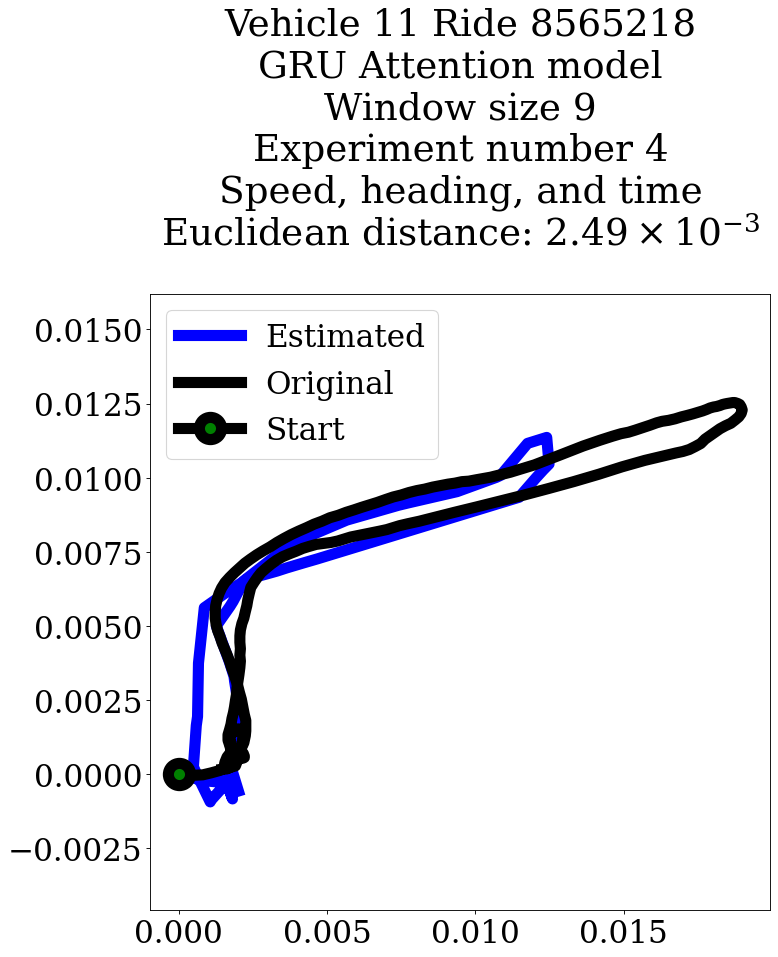 Vehicle 11 Ride 8565218
GRU Attention model
Window size 9
Experiment number 4
Speed, heading, and time
Euclidean distance: 2.49 × 10⁻³
Estimated
Original
Start
0.0150
0.0125
0.0100
0.0075
0.0050
0.0025
0.0000
−0.0025
0.000 0.005 0.010 0.015